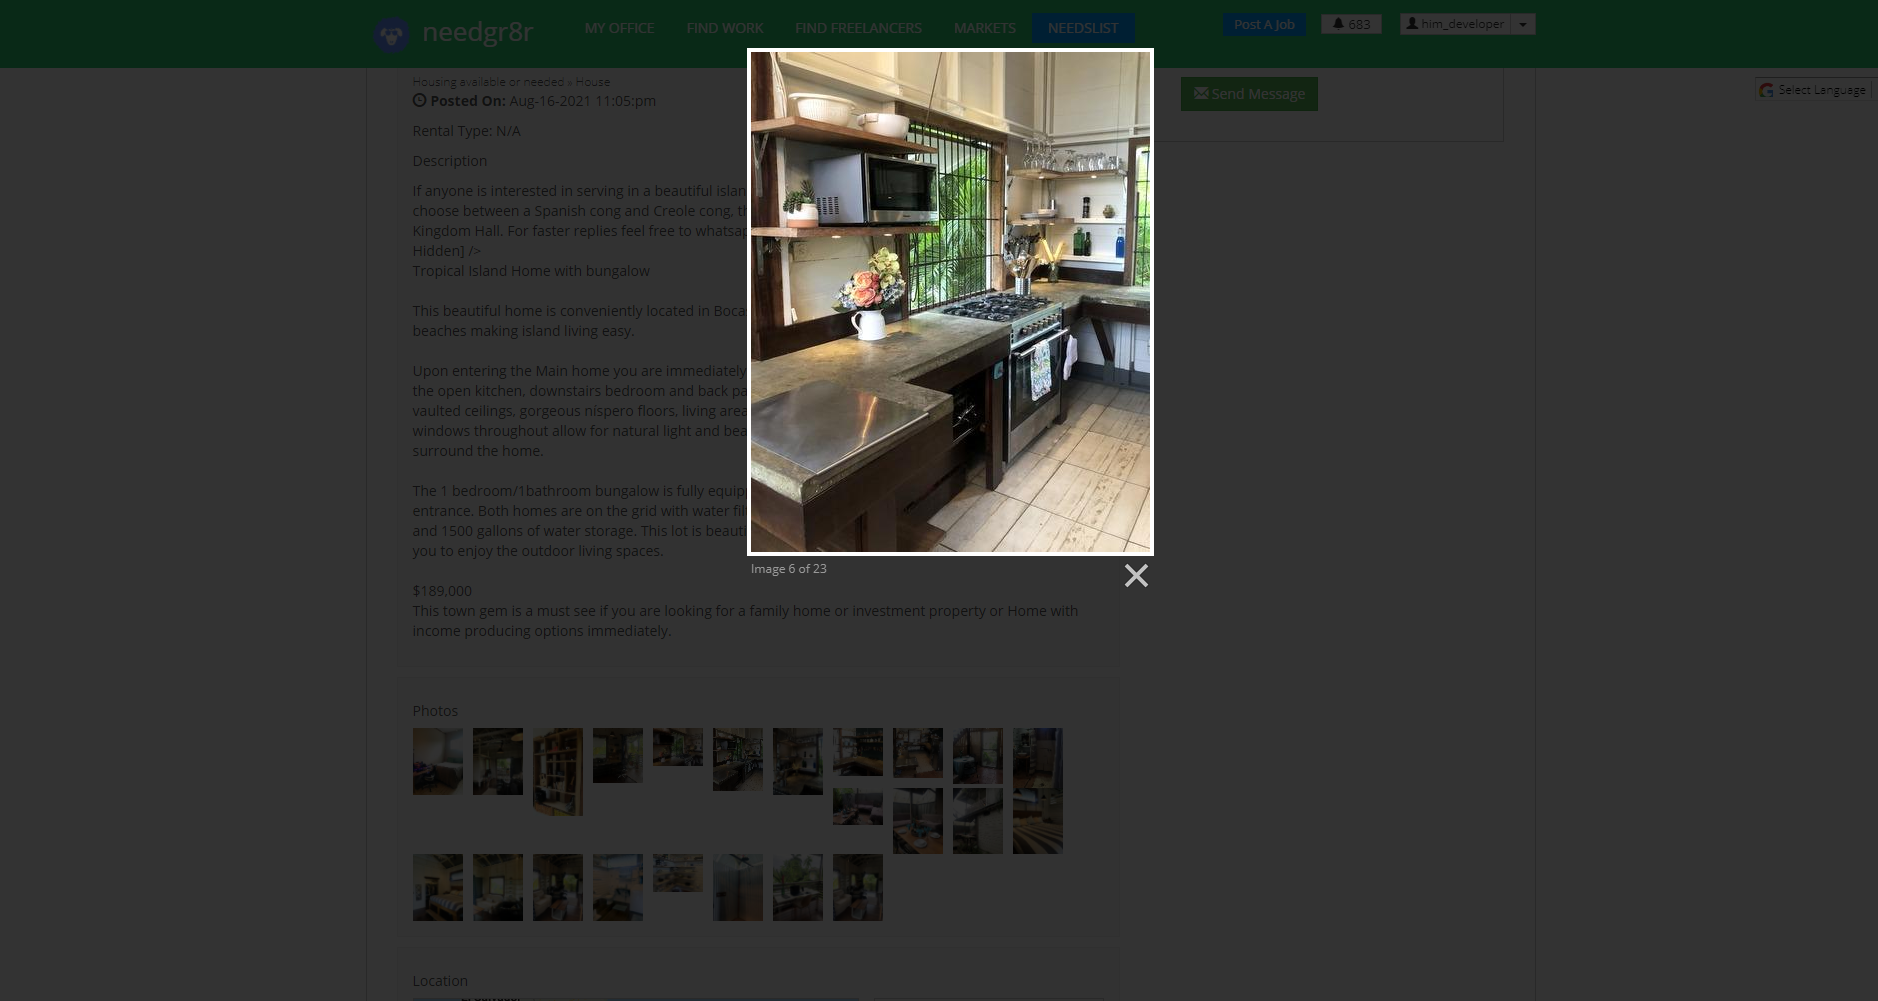 needgr8r
MY OFFICE
FIND WORK
FIND FREELANCERS
MARKETS
NEEDSLIST
Post A Job
683
him_developer
Housing available or needed » House
Posted On: Aug-16-2021 11:05:pm
Send Message
Select Language
Rental Type: N/A
Description
If anyone is interested in serving in a beautiful islan
choose between a Spanish cong and Creole cong, th
Kingdom Hall. For faster replies feel free to whatsap
Hidden] />
Tropical Island Home with bungalow
This beautiful home is conveniently located in Bocas
beaches making island living easy.
Upon entering the Main home you are immediately
the open kitchen, downstairs bedroom and back pa
vaulted ceilings, gorgeous nispero floors, living area
windows throughout allow for natural light and bea
surround the home.
The 1 bedroom/1bathroom bungalow is fully equipp
entrance. Both homes are on the grid with water fil
and 1500 gallons of water storage. This lot is beauti
you to enjoy the outdoor living spaces.
Image 6 of 23
$189,000
This town gem is a must see if you are looking for a family home or investment property or Home with
income producing options immediately.
Photos
Location